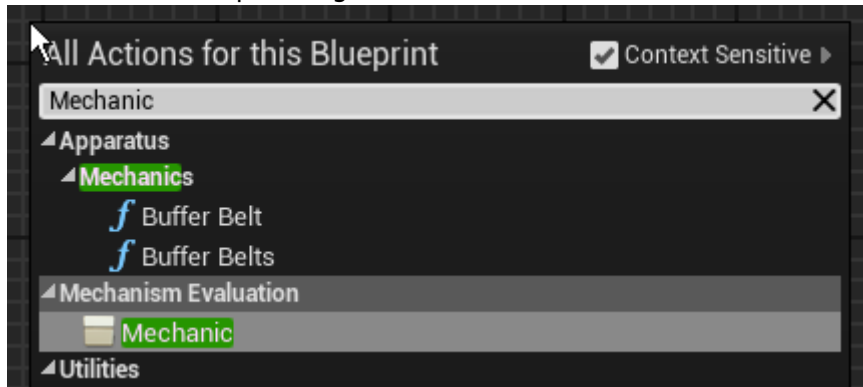 All Actions for this Blueprint Context Sensitive
Mechanic
Apparatus
Mechanics
f Buffer Belt
f Buffer Belts
Mechanism Evaluation
Mechanic
Utilities